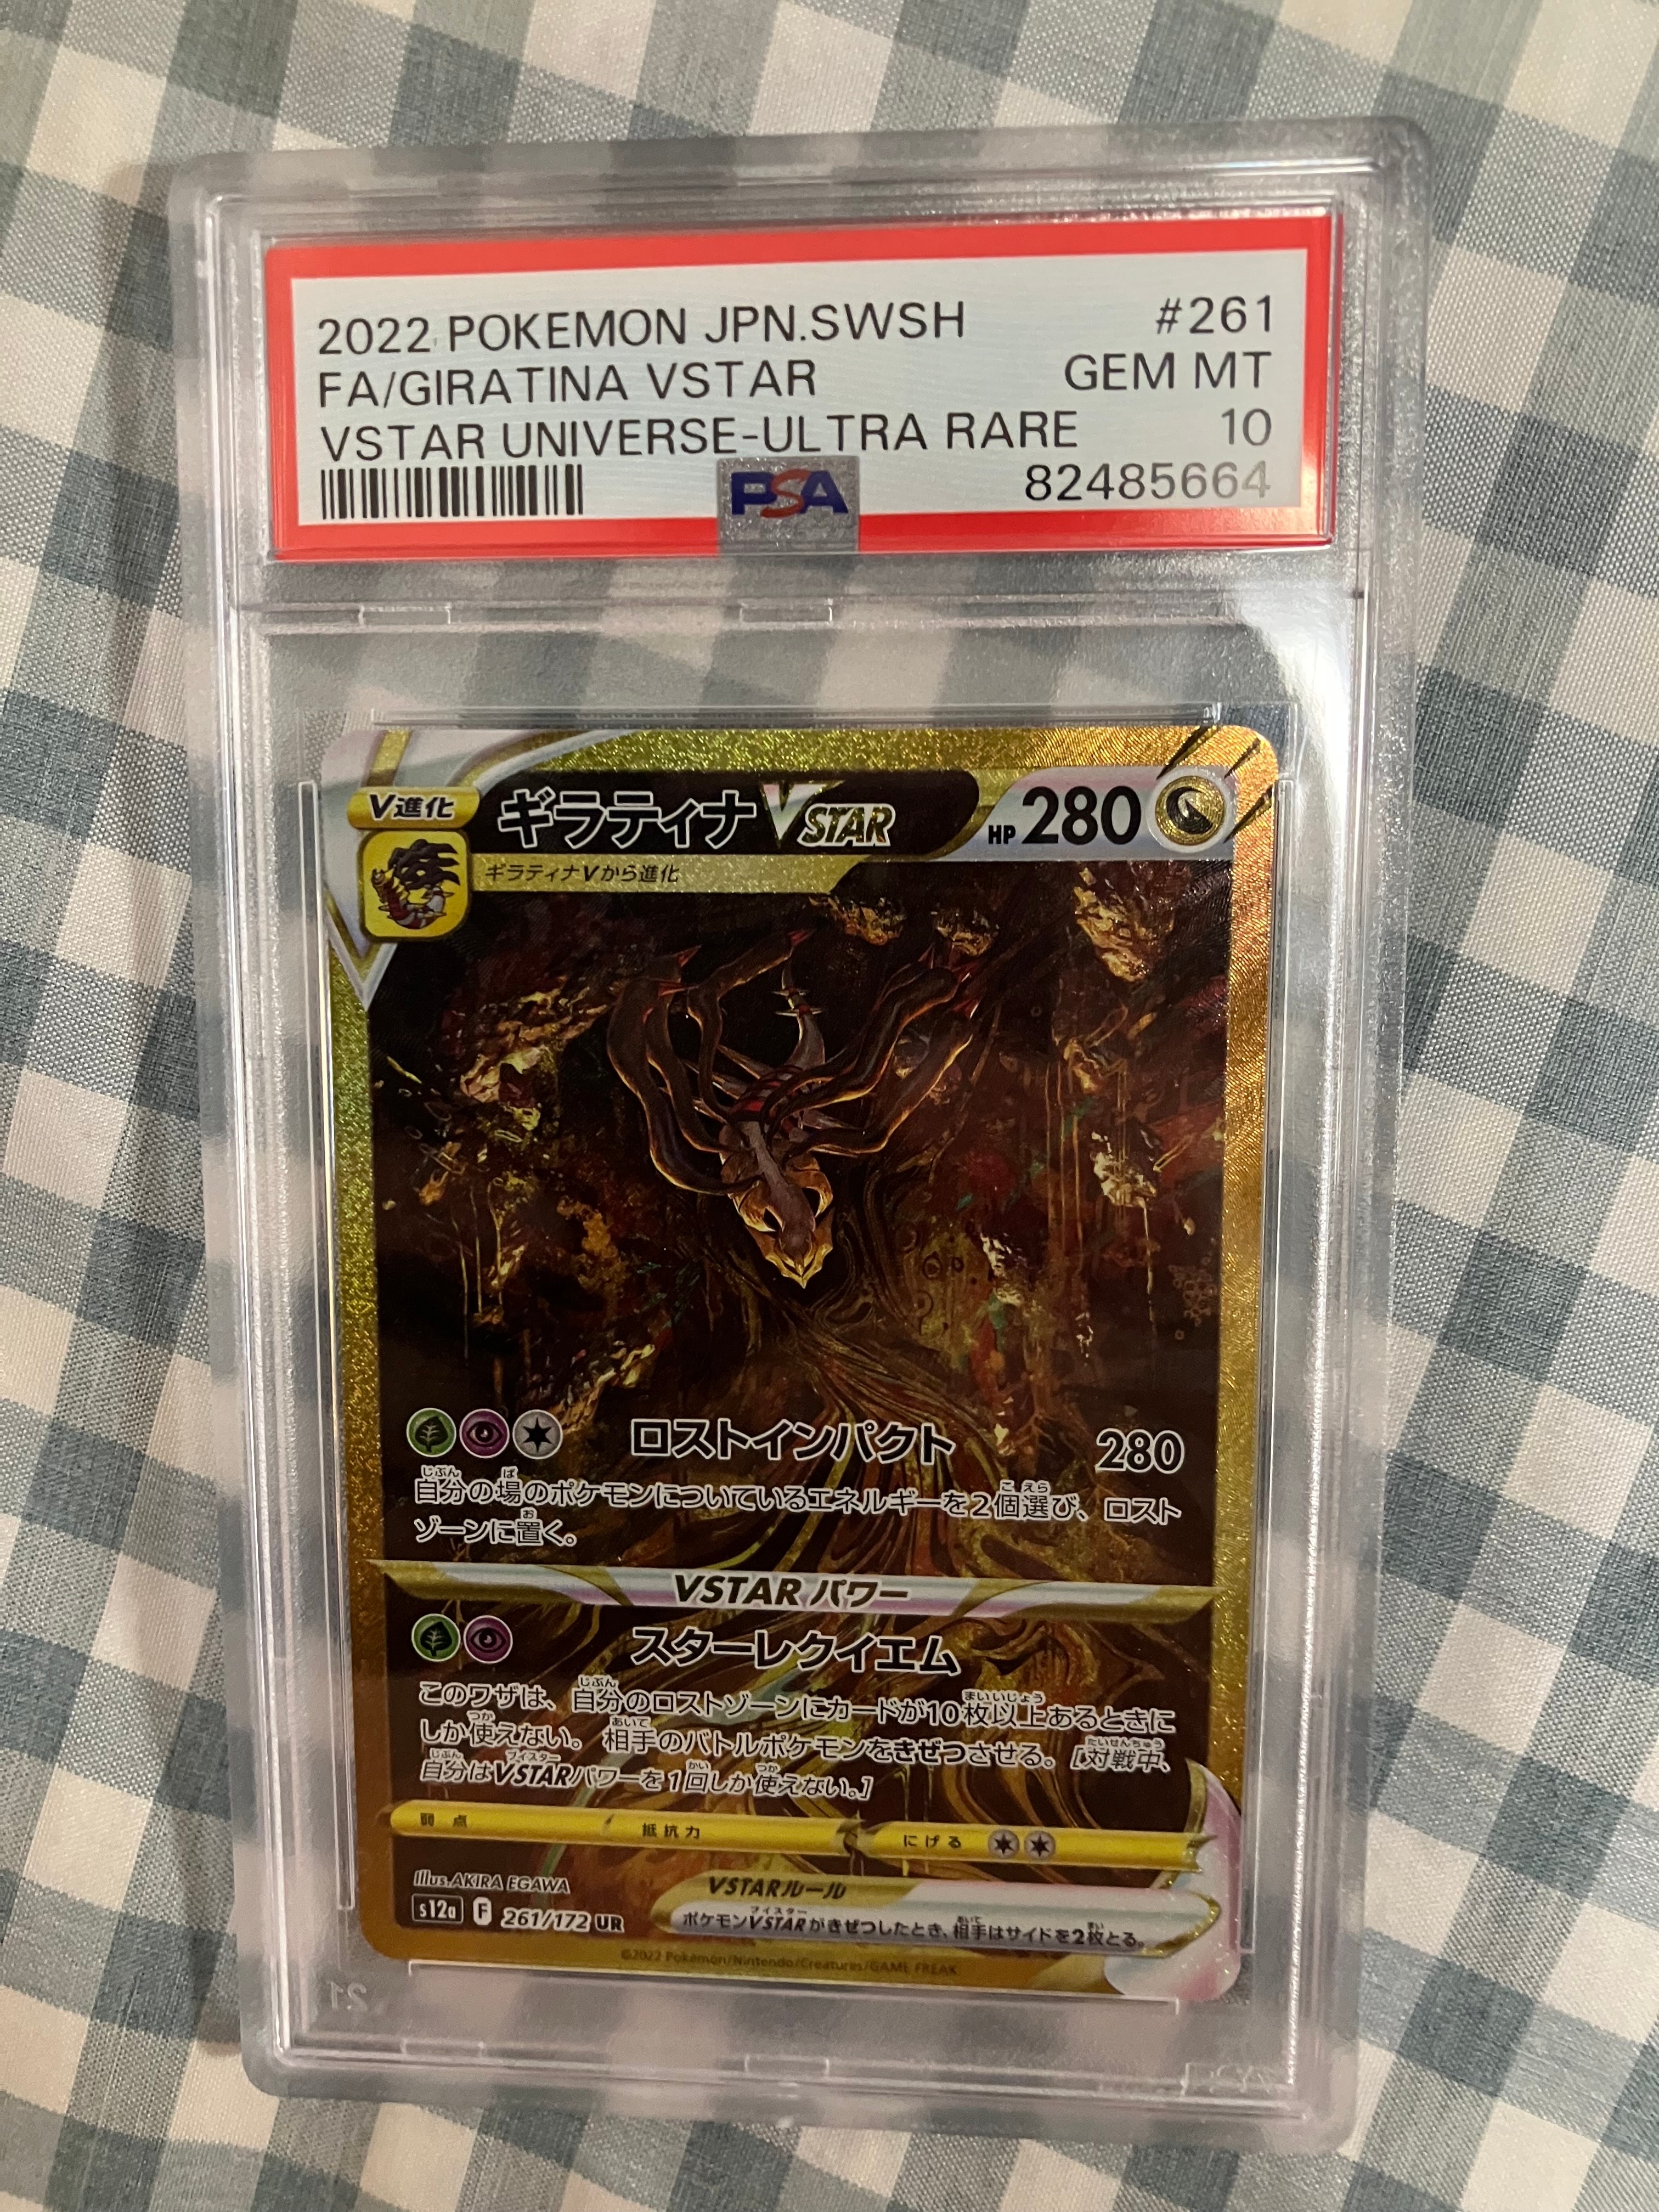 2022 POKEMON JPN.SWSH #261
FA/GIRATINA VSTAR GEM MT
VSTAR UNIVERSE-ULTRA RARE 10
PSA 82485664
V進化 ギラティナVSTAR HP 280
ギラティナVから進化
ロストインパクト 280
自分の場のポケモンについているエネルギーを2個選び、ロスト
ゾーンに置く。
VSTARパワー
スターレクイエム
このワザは、自分のロストゾーンにカードが10枚以上あるときに
しか使えない。相手のバトルポケモンをきぜつさせる。[対戦中、
自分はVSTARパワーを1回しか使えない。]
弱点 抵抗力 にげる
illus.AKIRA EGAWA
s12a F 261/172 UR
VSTARルール
ポケモンVSTARがきぜつしたとき、相手はサイドを2枚とる。
©2022 Pokémon/Nintendo/Creatures/GAME FREAK